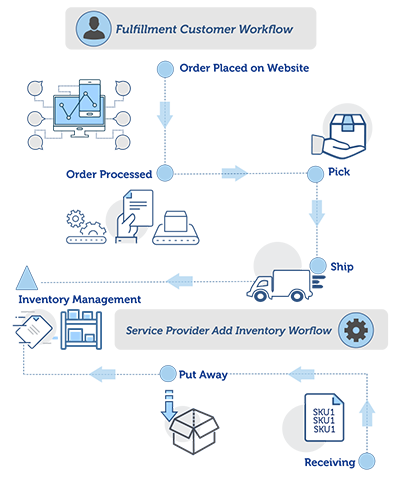 Fulfillment Customer Workflow
Order Placed on Website
Order Processed
Pick
Ship
Inventory Management
Service Provider Add Inventory Worflow
Put Away
SKU1
SKU1
SKU1
Receiving